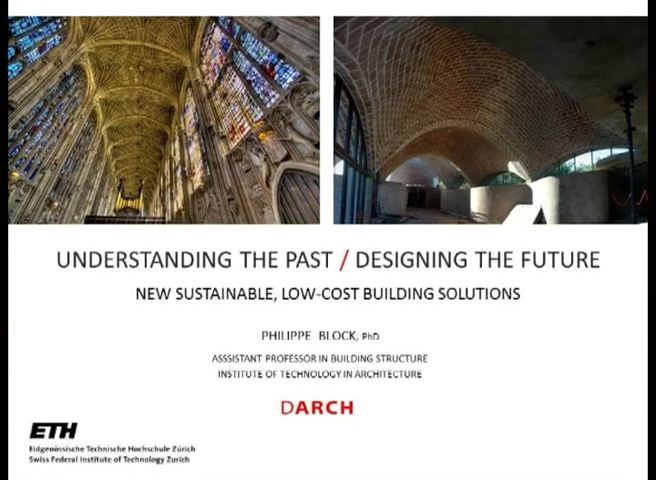 UNDERSTANDING THE PAST / DESIGNING THE FUTURE
NEW SUSTAINABLE, LOW-COST BUILDING SOLUTIONS
PHILIPPE BLOCK, PhD
ASSSISTANT PROFESSOR IN BUILDING STRUCTURE
INSTITUTE OF TECHNOLOGY IN ARCHITECTURE
DARCH
ETH
Eidgenössische Technische Hochschule Zürich
Swiss Federal Institute of Technology Zurich